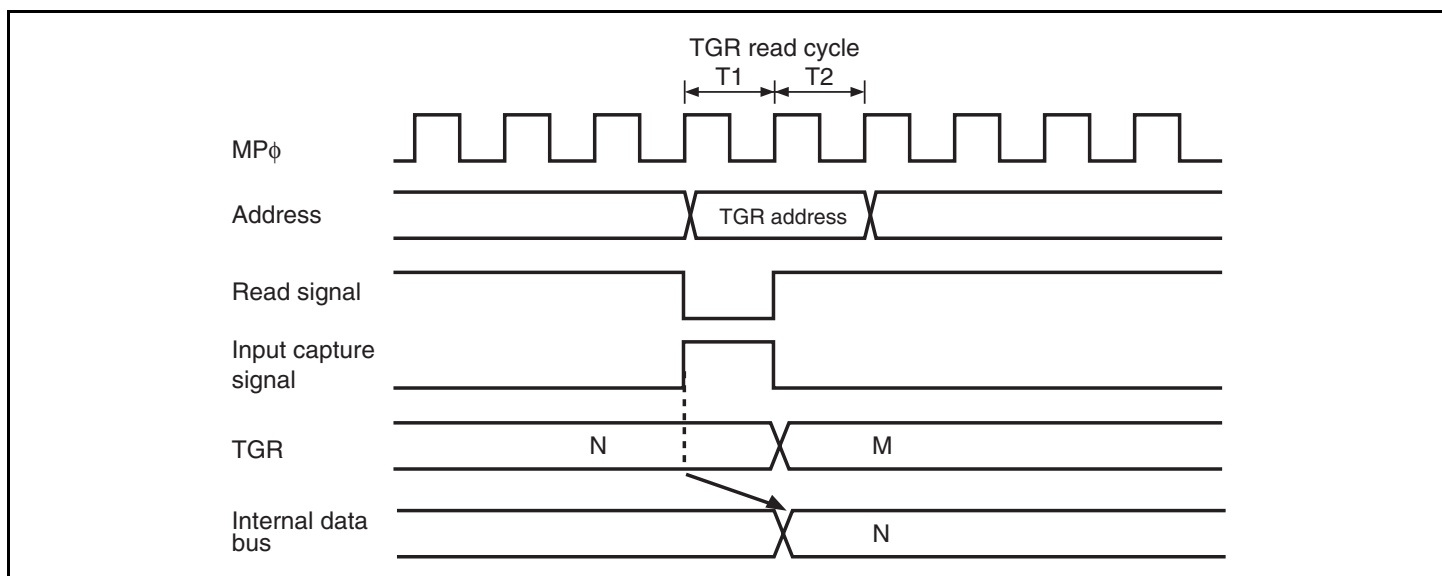 TGR read cycle
T1 T2
MPϕ
Address
TGR address
Read signal
Input capture
signal
TGR
N M
Internal data
bus
N